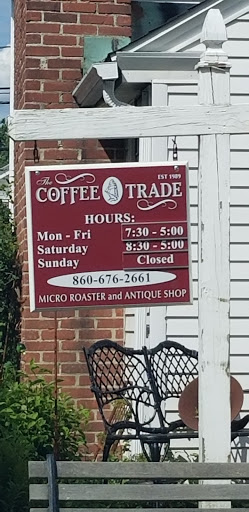 The
EST 1989
COFFEE TRADE
HOURS:
Mon - Fri 7:30 - 5:00
Saturday 8:30 - 5:00
Sunday Closed
860-676-2661
MICRO ROASTER and ANTIQUE SHOP